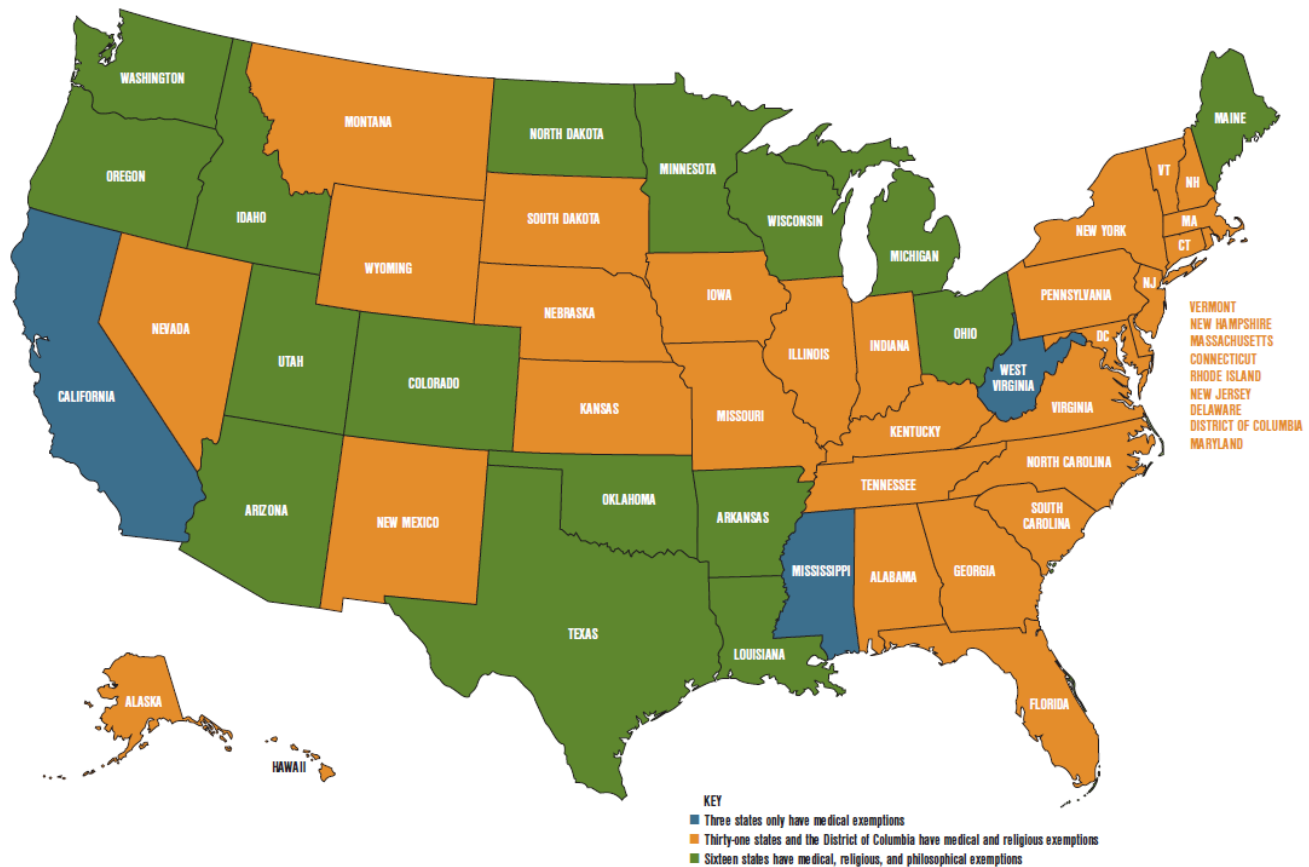 WASHINGTON
MONTANA
NORTH DAKOTA
MINNESOTA
MAINE
OREGON
IDAHO
SOUTH DAKOTA
WISCONSIN
MICHIGAN
VT
NH
NEW YORK
MA
CT
WYOMING
IOWA
NEBRASKA
PENNSYLVANIA
NJ
NEVADA
UTAH
COLORADO
CALIFORNIA
KANSAS
MISSOURI
ILLINOIS
INDIANA
OHIO
DC
WEST
VIRGINIA
VIRGINIA
KENTUCKY
VERMONT
NEW HAMPSHIRE
MASSACHUSETTS
CONNECTICUT
RHODE ISLAND
NEW JERSEY
DELAWARE
DISTRICT OF COLUMBIA
MARYLAND
NORTH CAROLINA
TENNESSEE
SOUTH
CAROLINA
ARIZONA
NEW MEXICO
OKLAHOMA
ARKANSAS
MISSISSIPPI
ALABAMA
GEORGIA
TEXAS
LOUISIANA
FLORIDA
ALASKA
HAWAII
KEY
Three states only have medical exemptions
Thirty-one states and the District of Columbia have medical and religious exemptions
Sixteen states have medical, religious, and philosophical exemptions